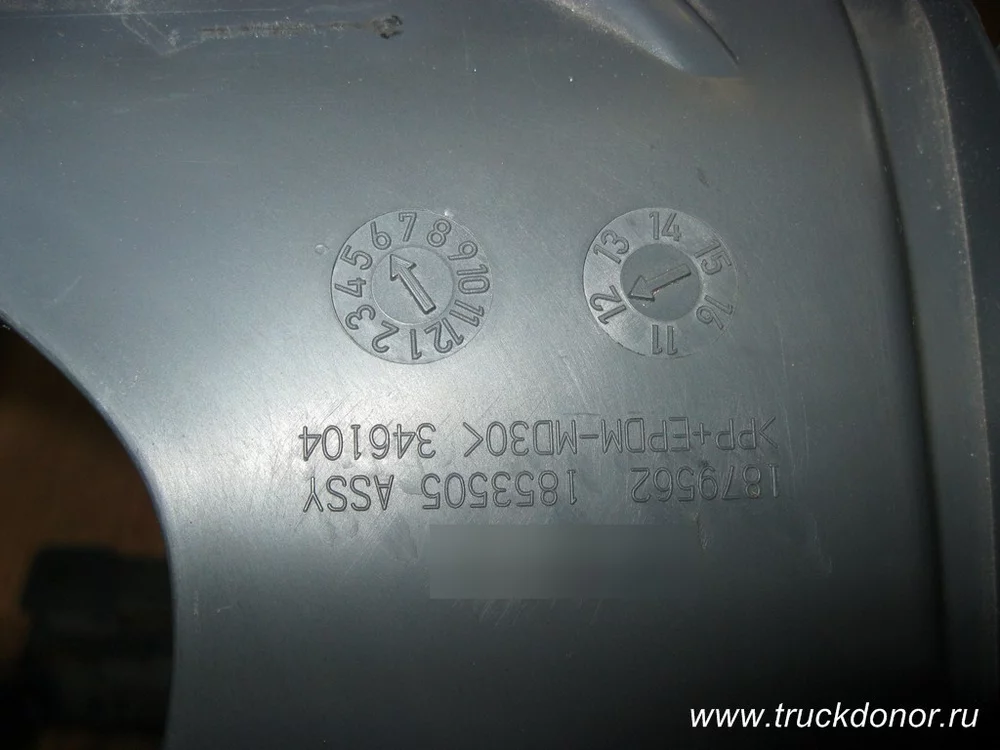 1 2 3 4 5 6 7 8 9 10 11 12
11 12 13 14 15 16
1879562 1853505 ASSY
>PP+EPDM-MD30< 346104
www.truckdonor.ru